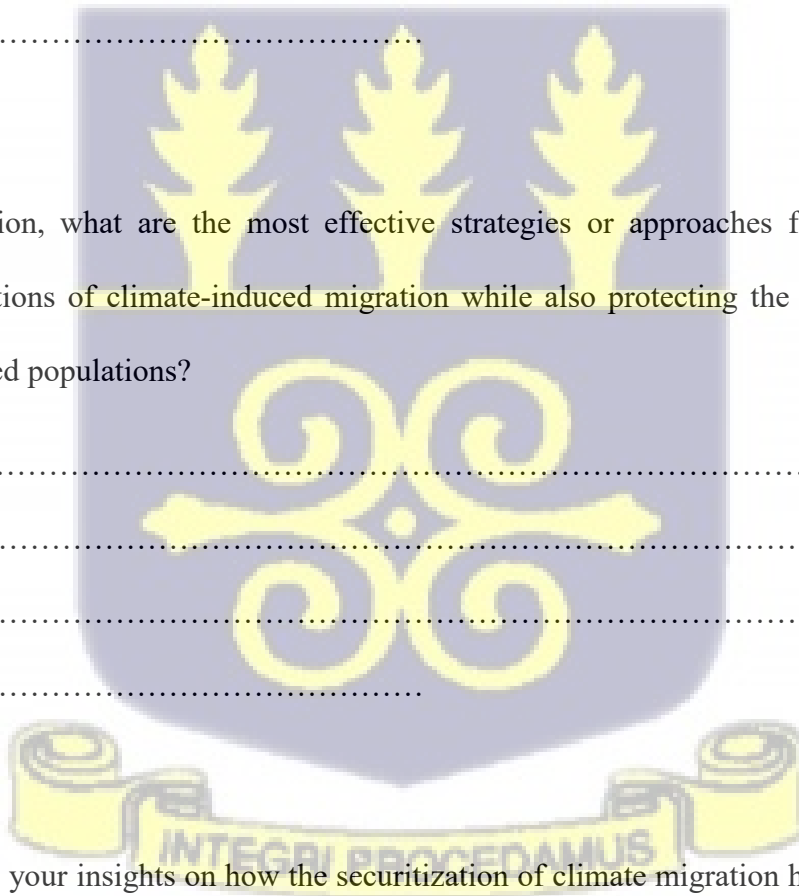 ……………………………………
ion, what are the most effective strategies or approaches f
tions of climate-induced migration while also protecting the
ed populations?
……………………………………………………………………
……………………………………………………………………
……………………………………………………………………
……………………………………
INTEGRI PROCEDAMUS
your insights on how the securitization of climate migration h